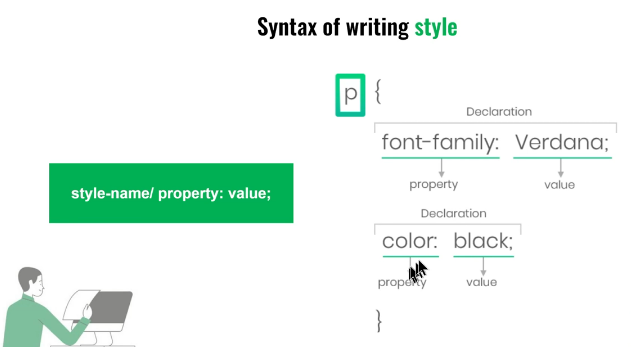 Syntax of writing style
p {
Declaration
font-family: Verdana;
property value
style-name/ property: value;
Declaration
color: black;
property value
}